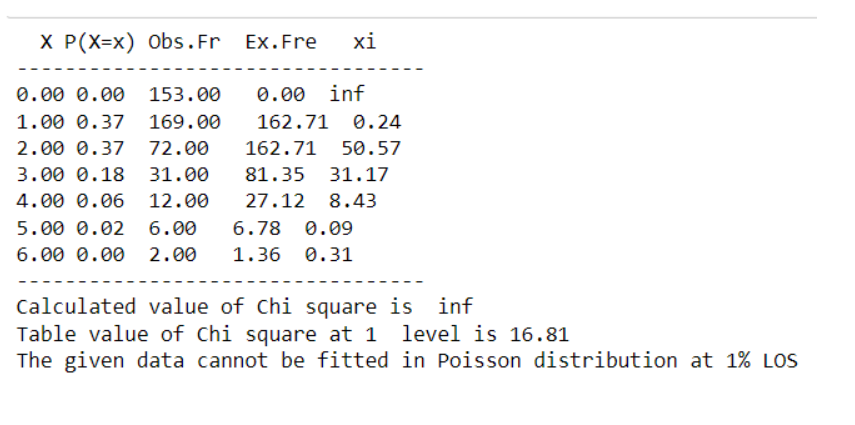 X P(X=x) Obs.Fr Ex.Fre xi
----------------------------------
0.00 0.00 153.00 0.00 inf
1.00 0.37 169.00 162.71 0.24
2.00 0.37 72.00 162.71 50.57
3.00 0.18 31.00 81.35 31.17
4.00 0.06 12.00 27.12 8.43
5.00 0.02 6.00 6.78 0.09
6.00 0.00 2.00 1.36 0.31
----------------------------------
Calculated value of Chi square is inf
Table value of Chi square at 1 level is 16.81
The given data cannot be fitted in Poisson distribution at 1% LOS